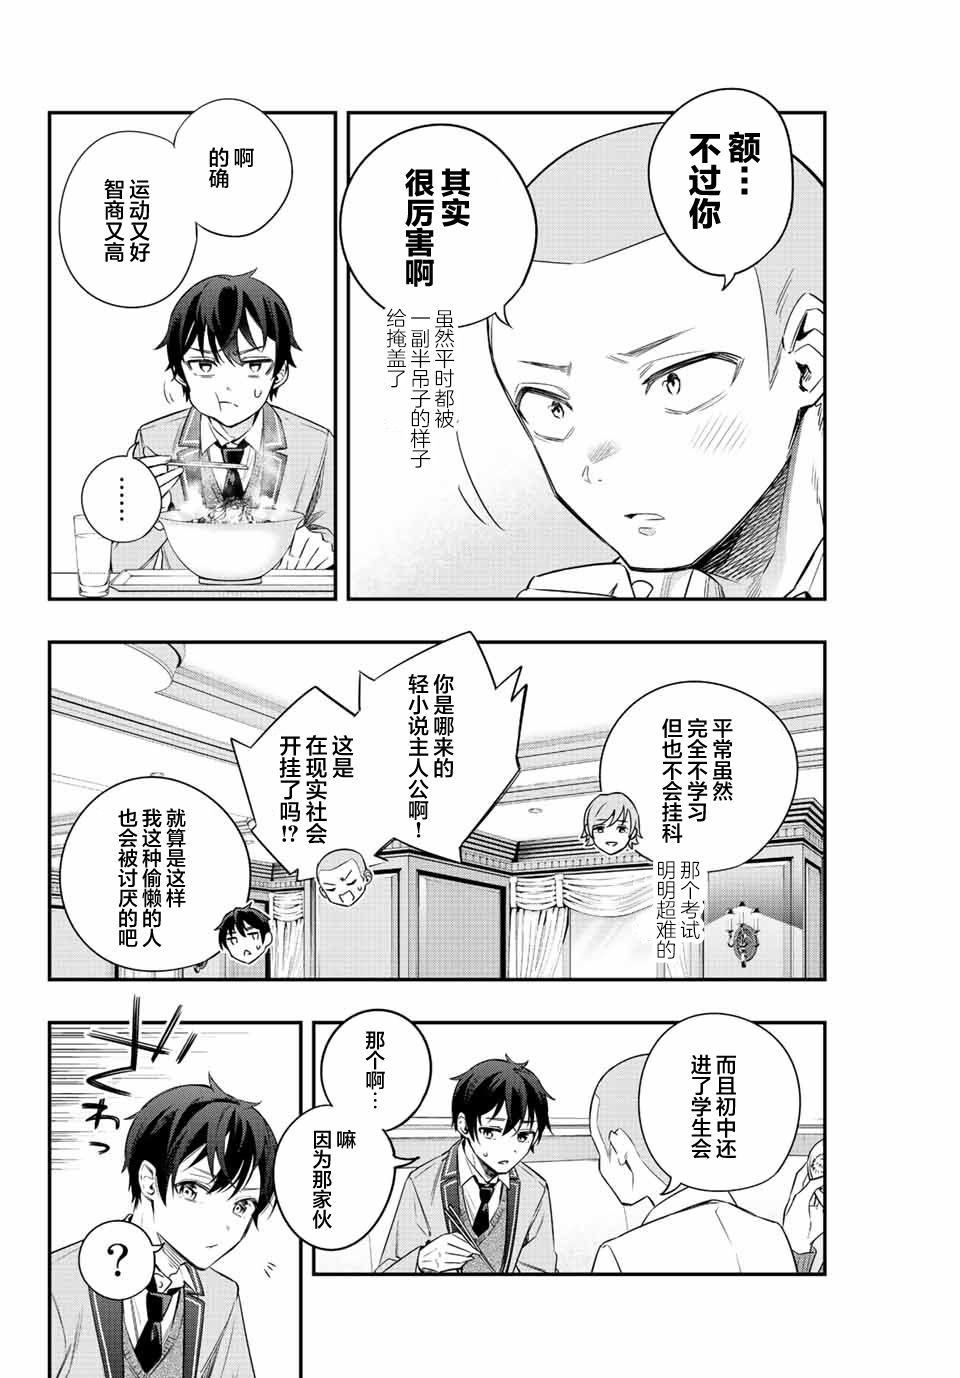 额…
不过你
其实
很厉害啊
虽然平时都被
一副半吊子的样子
给掩盖了
啊
的确
运动又好
智商又高
……
平常虽然
完全不学习
但也不会挂科
那个考试
明明超难的
你是哪来的
轻小说主人公啊！
这是
在现实社会
开挂了吗!?
就算是这样
我这种偷懒的人
也会被讨厌的吧
而且初中还
进了学生会
那个啊…
嘛
因为那家伙
ざわっ
？